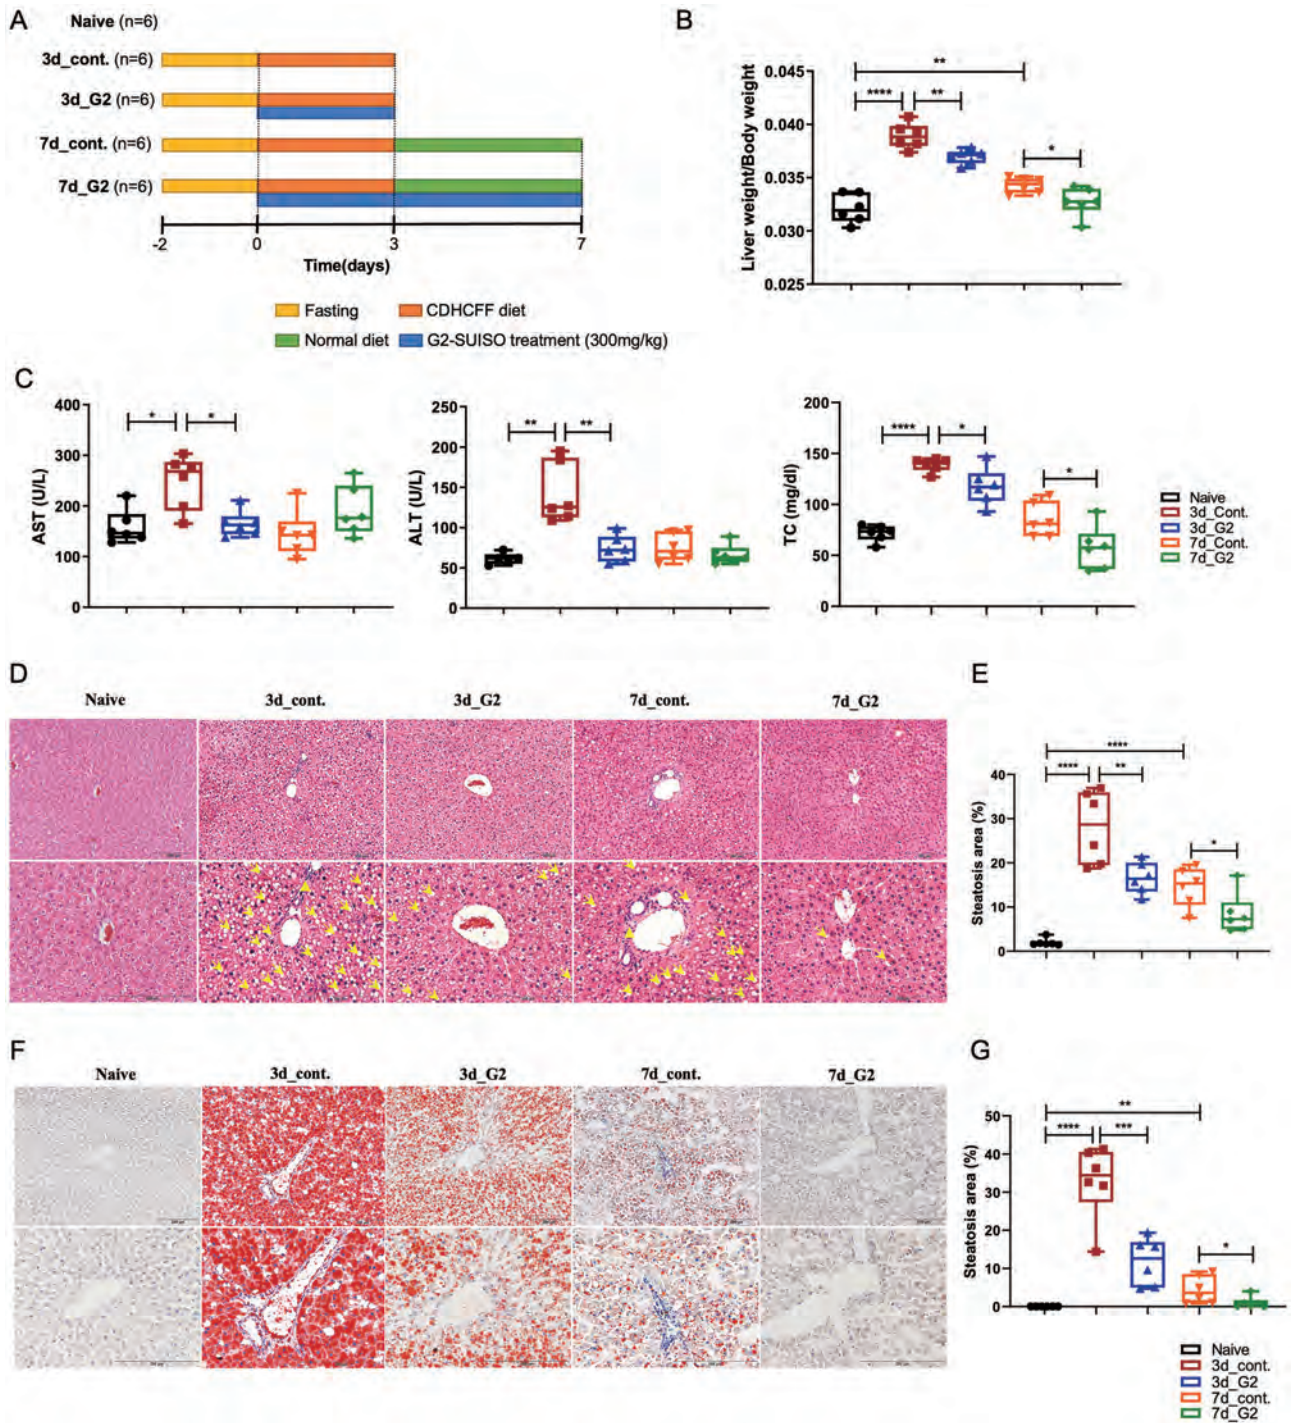 A
Naive (n=6)
3d_cont. (n=6)
3d_G2 (n=6)
7d_cont. (n=6)
7d_G2 (n=6)
-2 0 3 7
Time(days)
Fasting CDHCFF diet
Normal diet G2-SUISO treatment (300mg/kg)
B
Liver weight/Body weight
0.045
0.040
0.035
0.030
0.025
** 
**** ** 
*
C
AST (U/L)
400
300
200
100
0
* *
ALT (U/L)
250
200
150
100
50
0
** **
TC (mg/dl)
200
150
100
50
0
**** *
*
Naive
3d_Cont.
3d_G2
7d_Cont.
7d_G2
D
Naive 3d_cont. 3d_G2 7d_cont. 7d_G2
E
Steatosis area (%)
40
30
20
10
0
****
**** **
*
F
Naive 3d_cont. 3d_G2 7d_cont. 7d_G2
G
Steatosis area (%)
50
40
30
20
10
0
**
**** ***
*
Naive
3d_cont.
3d_G2
7d_cont.
7d_G2